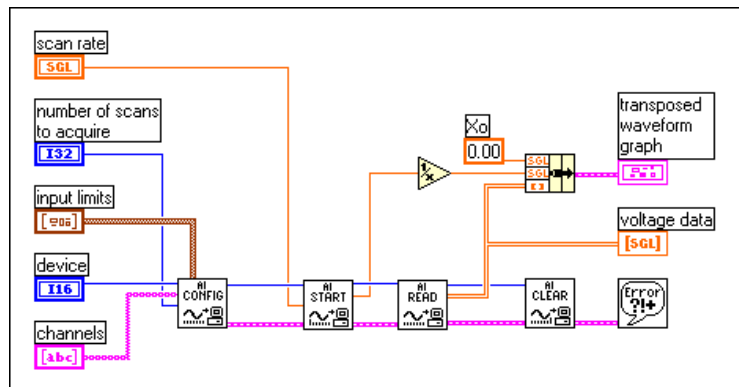 scan rate
SGL
number of scans
to acquire
I32
input limits
device
I16
channels
[abc]
AI
CONFIG
AI
START
AI
READ
AI
CLEAR
1/x
Xo
0.00
SGL
SGL
[ ]
transposed
waveform
graph
voltage data
[SGL]
Error
?!+